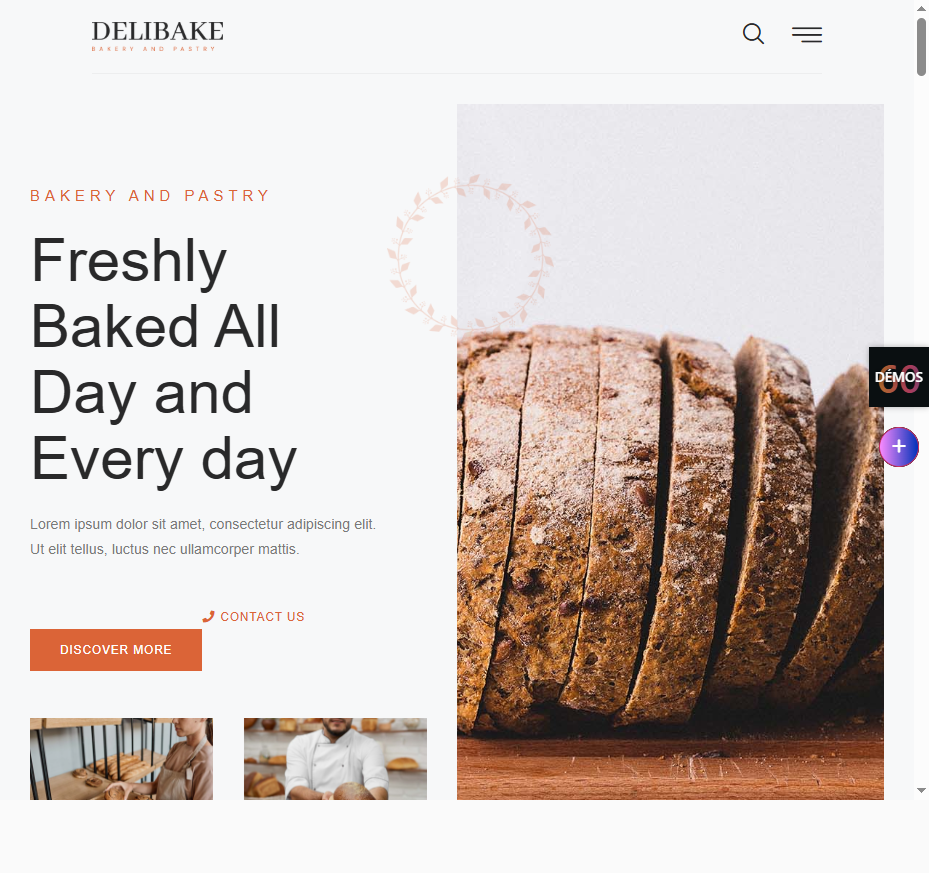 DELIBAKE
BAKERY AND PASTRY
BAKERY AND PASTRY
Freshly
Baked All
Day and
Every day
Lorem ipsum dolor sit amet, consectetur adipiscing elit.
Ut elit tellus, luctus nec ullamcorper mattis.
CONTACT US
DISCOVER MORE
60
DÉMOS